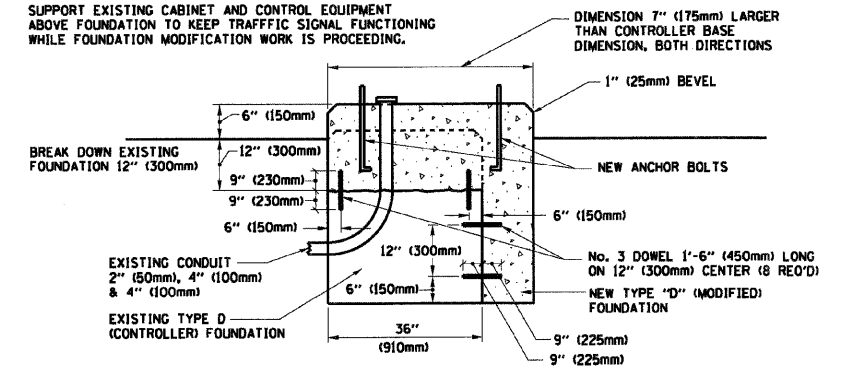 SUPPORT EXISTING CABINET AND CONTROL EQUIPMENT
ABOVE FOUNDATION TO KEEP TRAFFFIC SIGNAL FUNCTIONING
WHILE FOUNDATION MODIFICATION WORK IS PROCEEDING.
DIMENSION 7" (175mm) LARGER
THAN CONTROLLER BASE
DIMENSION, BOTH DIRECTIONS
1" (25mm) BEVEL
6" (150mm)
BREAK DOWN EXISTING
FOUNDATION 12" (300mm)
12" (300mm)
NEW ANCHOR BOLTS
9" (230mm)
9" (230mm)
6" (150mm)
6" (150mm)
12" (300mm)
EXISTING CONDUIT
2" (50mm), 4" (100mm)
& 4" (100mm)
No. 3 DOWEL 1'-6" (450mm) LONG
ON 12" (300mm) CENTER (8 REQ'D)
6" (150mm)
NEW TYPE "D" (MODIFIED)
FOUNDATION
EXISTING TYPE D
(CONTROLLER) FOUNDATION
36"
(910mm)
9" (225mm)
9" (225mm)